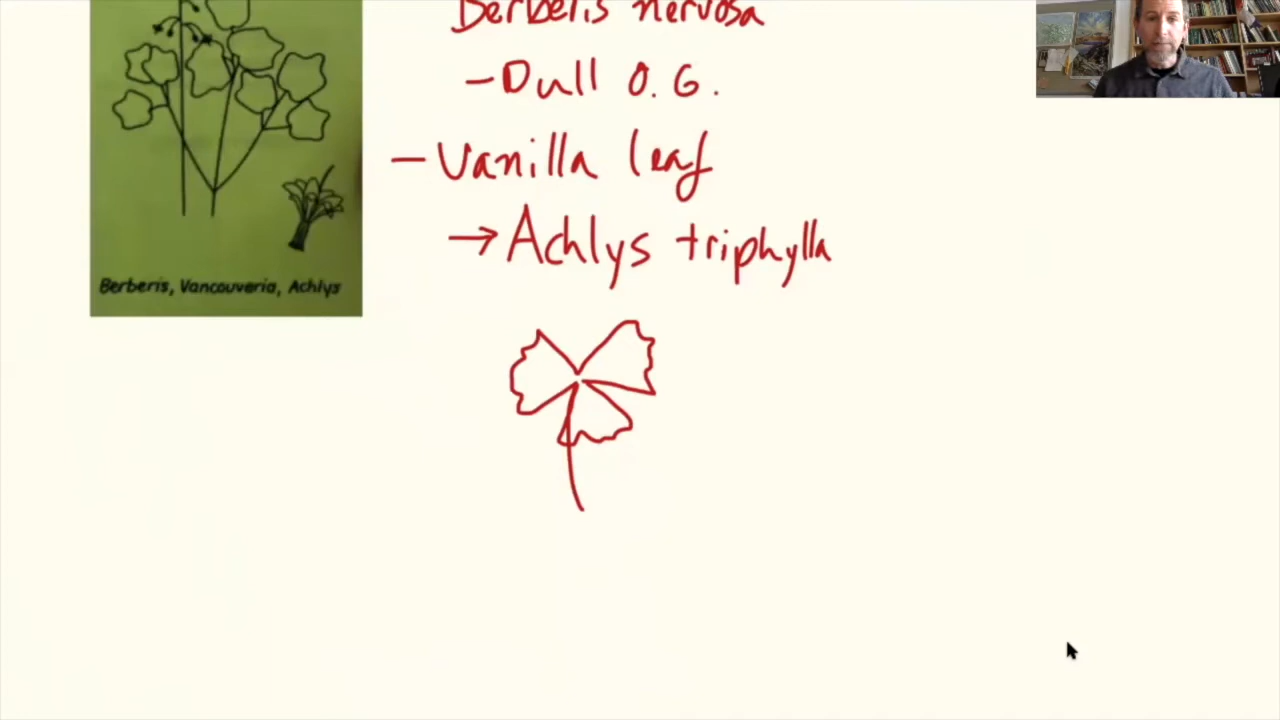 Berberis nervosa
- Dull O.G.
- Vanilla leaf
→ Achlys triphylla
Berberis, Vancouveria, Achlys